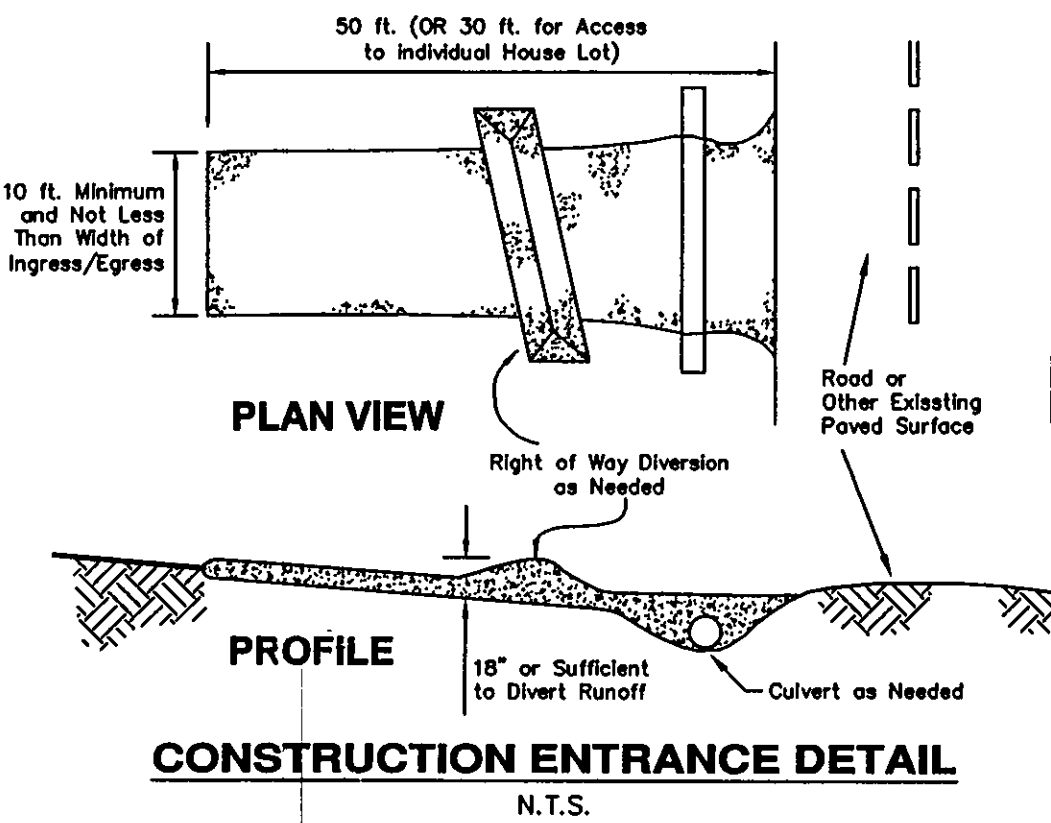 50 ft. (OR 30 ft. for Access
to individual House Lot)
10 ft. Minimum
and Not Less
Than Width of
Ingress/Egress
Road or
Other Exissting
Paved Surface
PLAN VIEW
Right of Way Diversion
as Needed
PROFILE
18" or Sufficient
to Divert Runoff
Culvert as Needed
CONSTRUCTION ENTRANCE DETAIL
N.T.S.